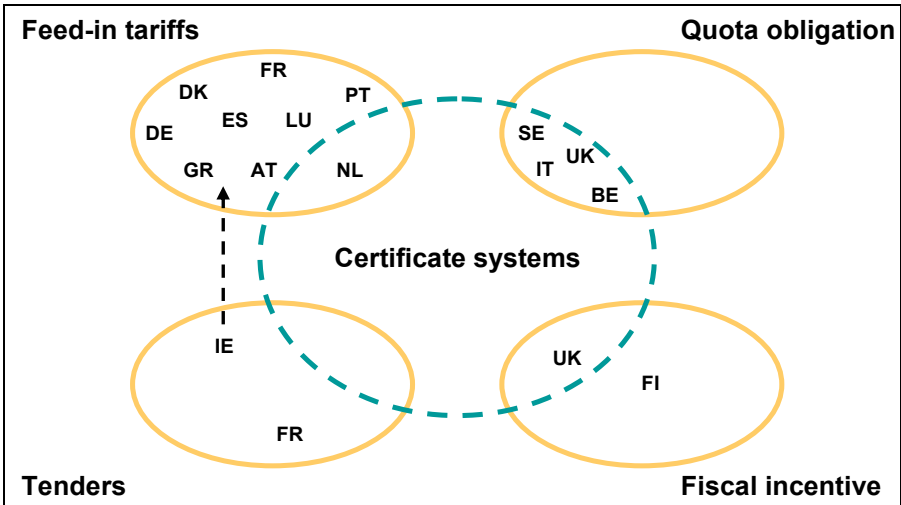 Feed-in tariffs
Quota obligation
FR
DK
PT
DE
ES
LU
GR
AT
NL
SE
UK
IT
BE
Certificate systems
IE
FR
UK
FI
Tenders
Fiscal incentive